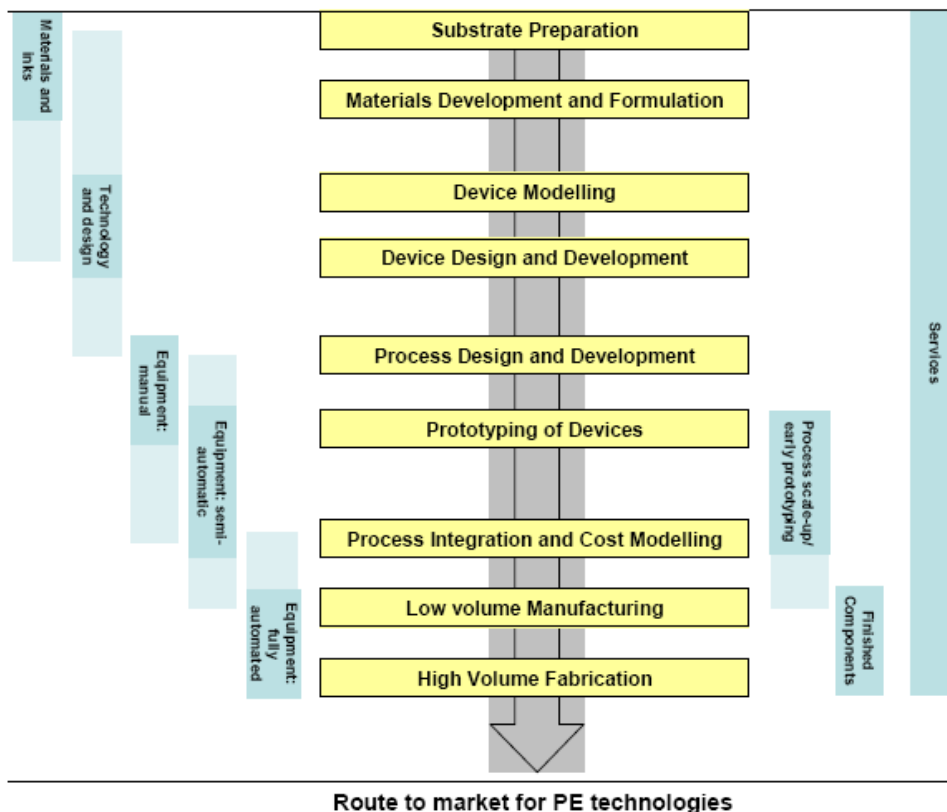 Substrate Preparation
Materials Development and Formulation
Device Modelling
Device Design and Development
Process Design and Development
Prototyping of Devices
Process Integration and Cost Modelling
Low volume Manufacturing
High Volume Fabrication
Materials and
inks
Technology
and design
Equipment:
manual
Equipment: semi-
automatic
Equipment:
fully
automated
Process scale-up/
early prototyping
Finished
Components
Services
Route to market for PE technologies